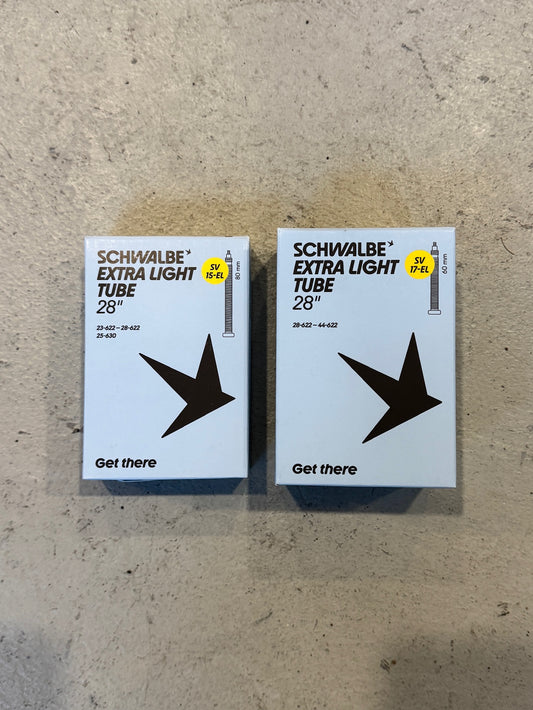 SCHWALBE
EXTRA LIGHT
TUBE
28"
SV
15-EL
80 mm
23-622 – 28-622
25-630
Get there
SCHWALBE
EXTRA LIGHT
TUBE
28"
SV
17-EL
60 mm
28-622 – 44-622
Get there